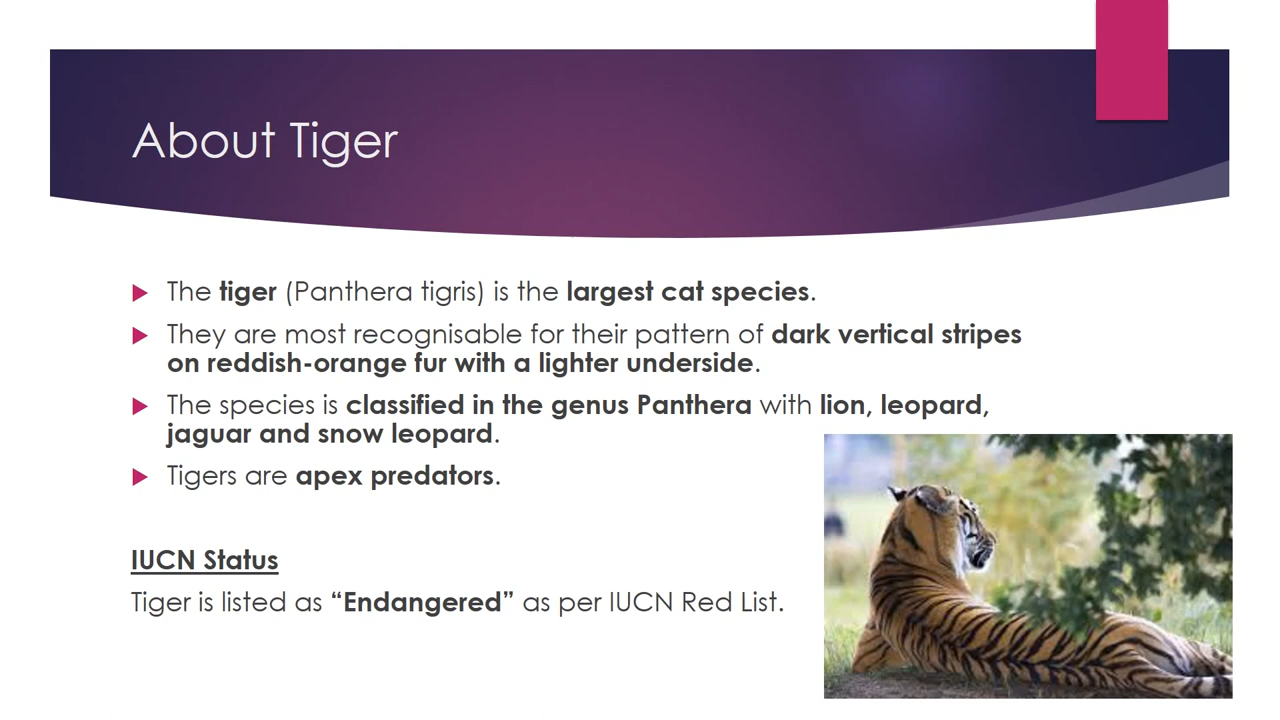 About Tiger
The tiger (Panthera tigris) is the largest cat species.
They are most recognisable for their pattern of dark vertical stripes
on reddish-orange fur with a lighter underside.
The species is classified in the genus Panthera with lion, leopard,
jaguar and snow leopard.
Tigers are apex predators.
IUCN Status
Tiger is listed as “Endangered” as per IUCN Red List.